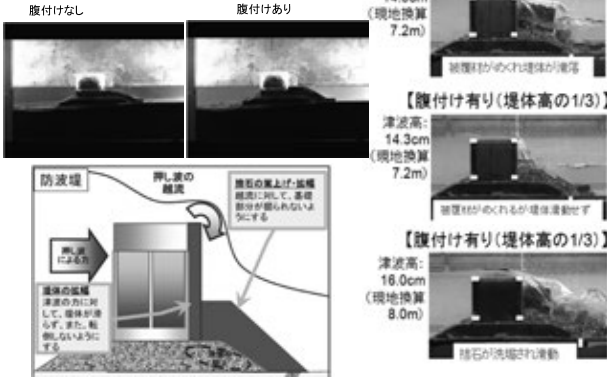 腹付けなし
腹付けあり
(現地換算
7.2m)
被覆材がめくれ堤体が滑落
【腹付け有り(堤体高の1/3)】
津波高:
14.3cm
(現地換算
7.2m)
被覆材がめくれるが堤体滑動せず
【腹付け有り(堤体高の1/3)】
津波高:
16.0cm
(現地換算
8.0m)
捨石が洗堀され滑動
防波堤
押し波の
越流
捨石の嵩上げ・拡幅
越流に対して、基礎
部分が掘られないよ
うにする
押し波
による力
堤体の拡幅
津波の力に対
して、堤体が滑
らず、また、転
倒しないように
する